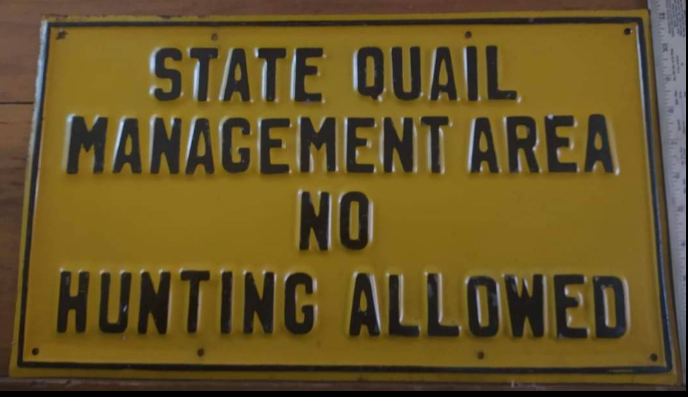 STATE QUAIL
MANAGEMENT AREA
NO
HUNTING ALLOWED